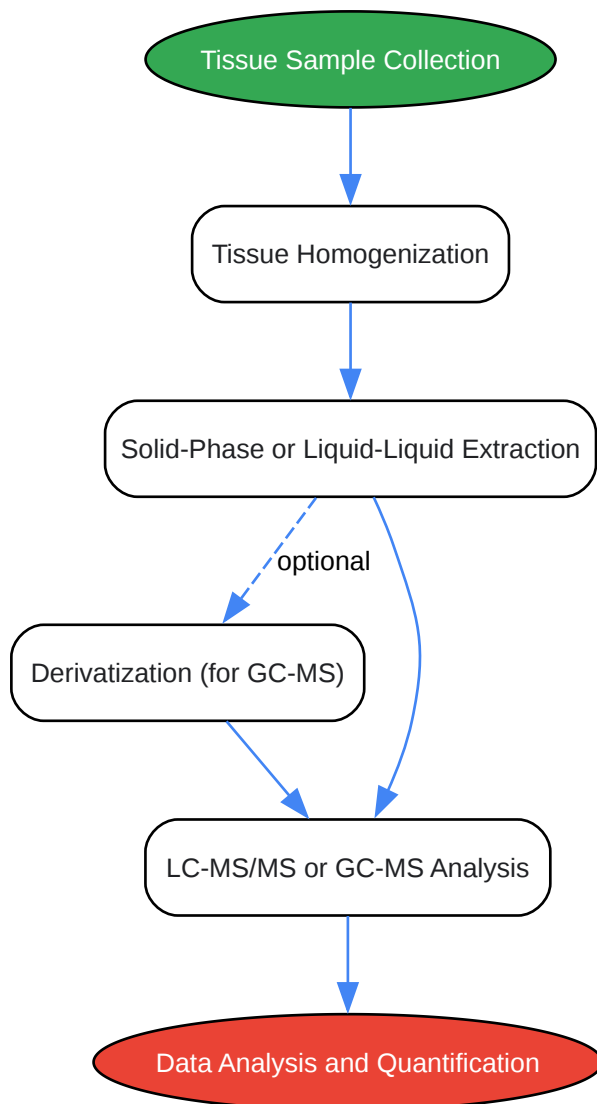 Tissue Sample Collection
Tissue Homogenization
Solid-Phase or Liquid-Liquid Extraction
optional
Derivatization (for GC-MS)
LC-MS/MS or GC-MS Analysis
Data Analysis and Quantification